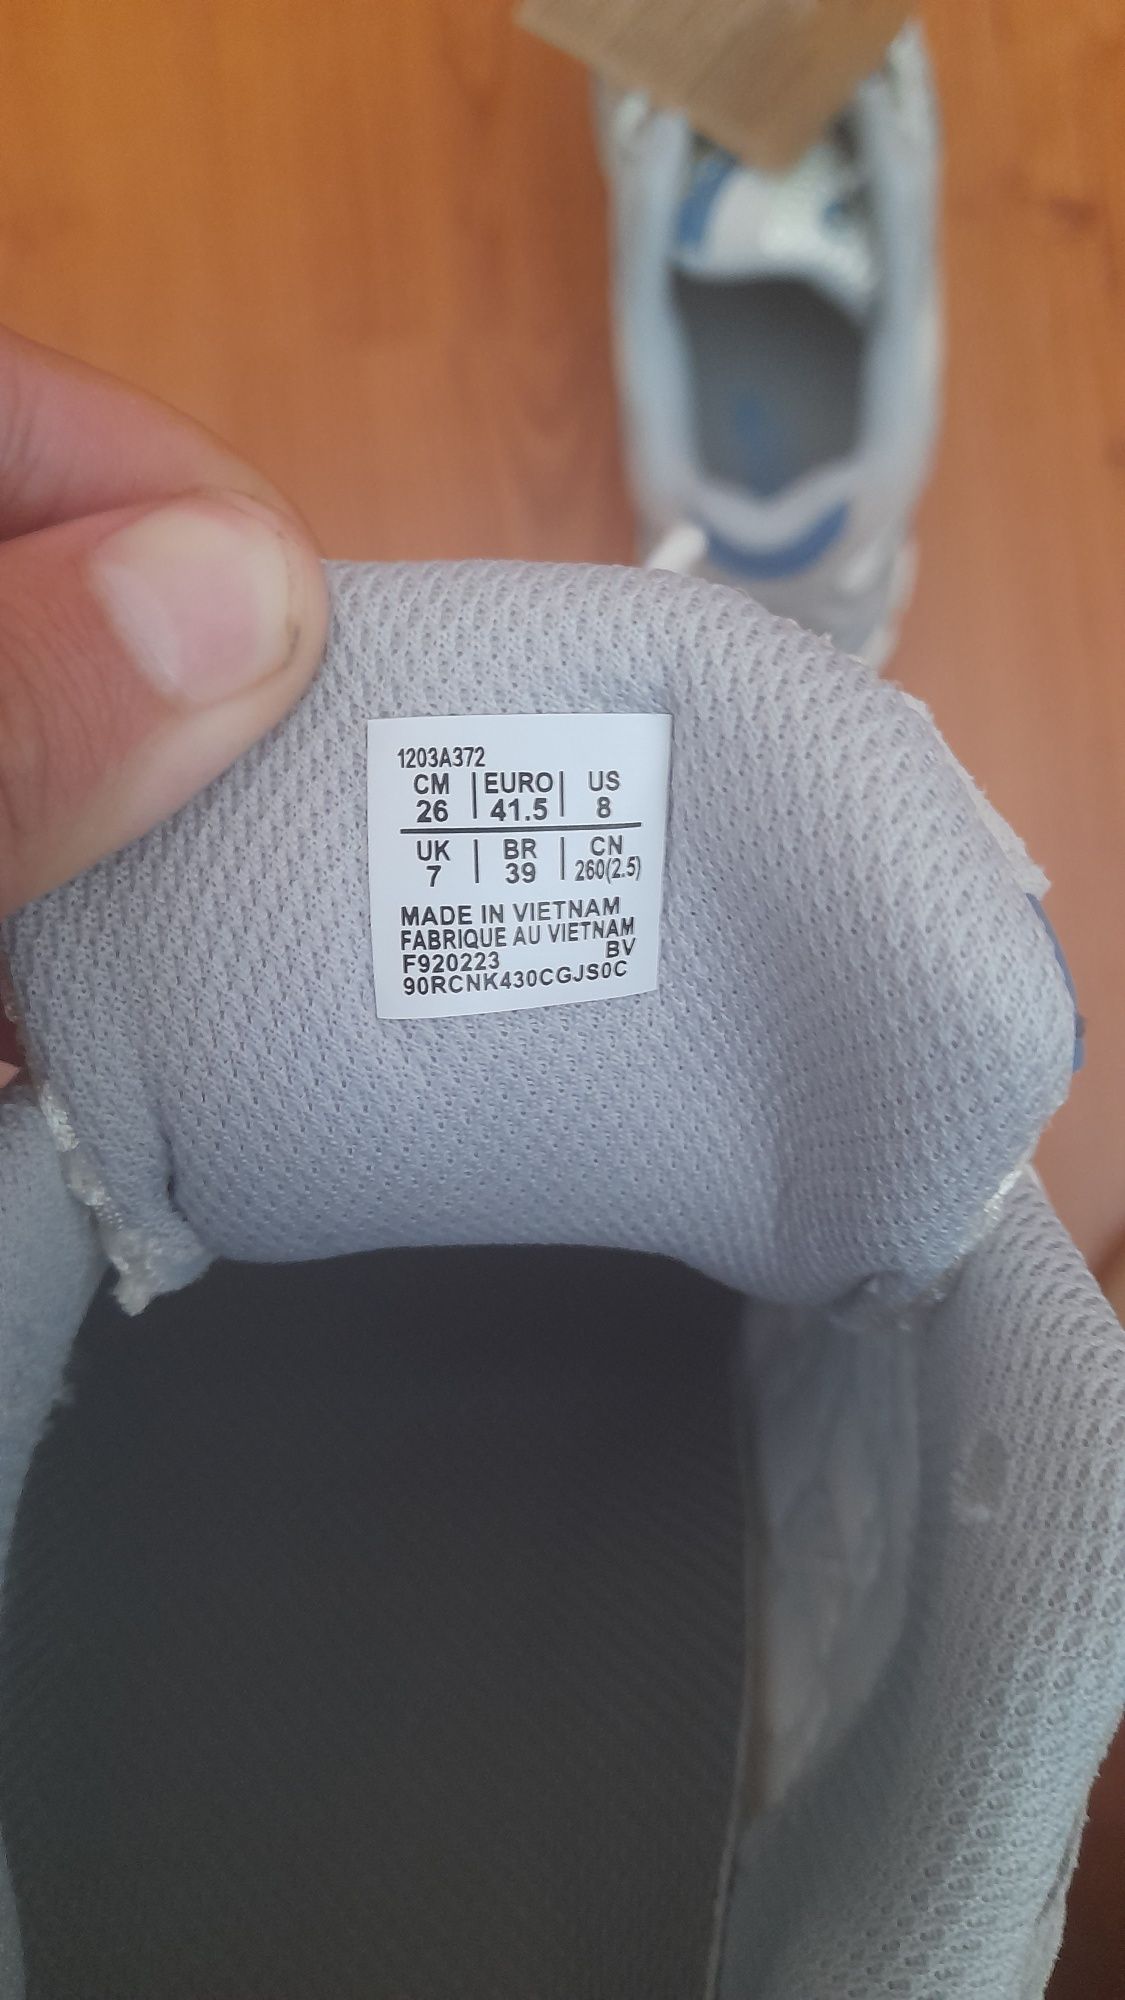 1203A372
CM | EURO | US
26 | 41.5 | 8
UK | BR | CN
7 | 39 | 260(2.5)
MADE IN VIETNAM
FABRIQUE AU VIETNAM
F920223 BV
90RCNK430CGJS0C